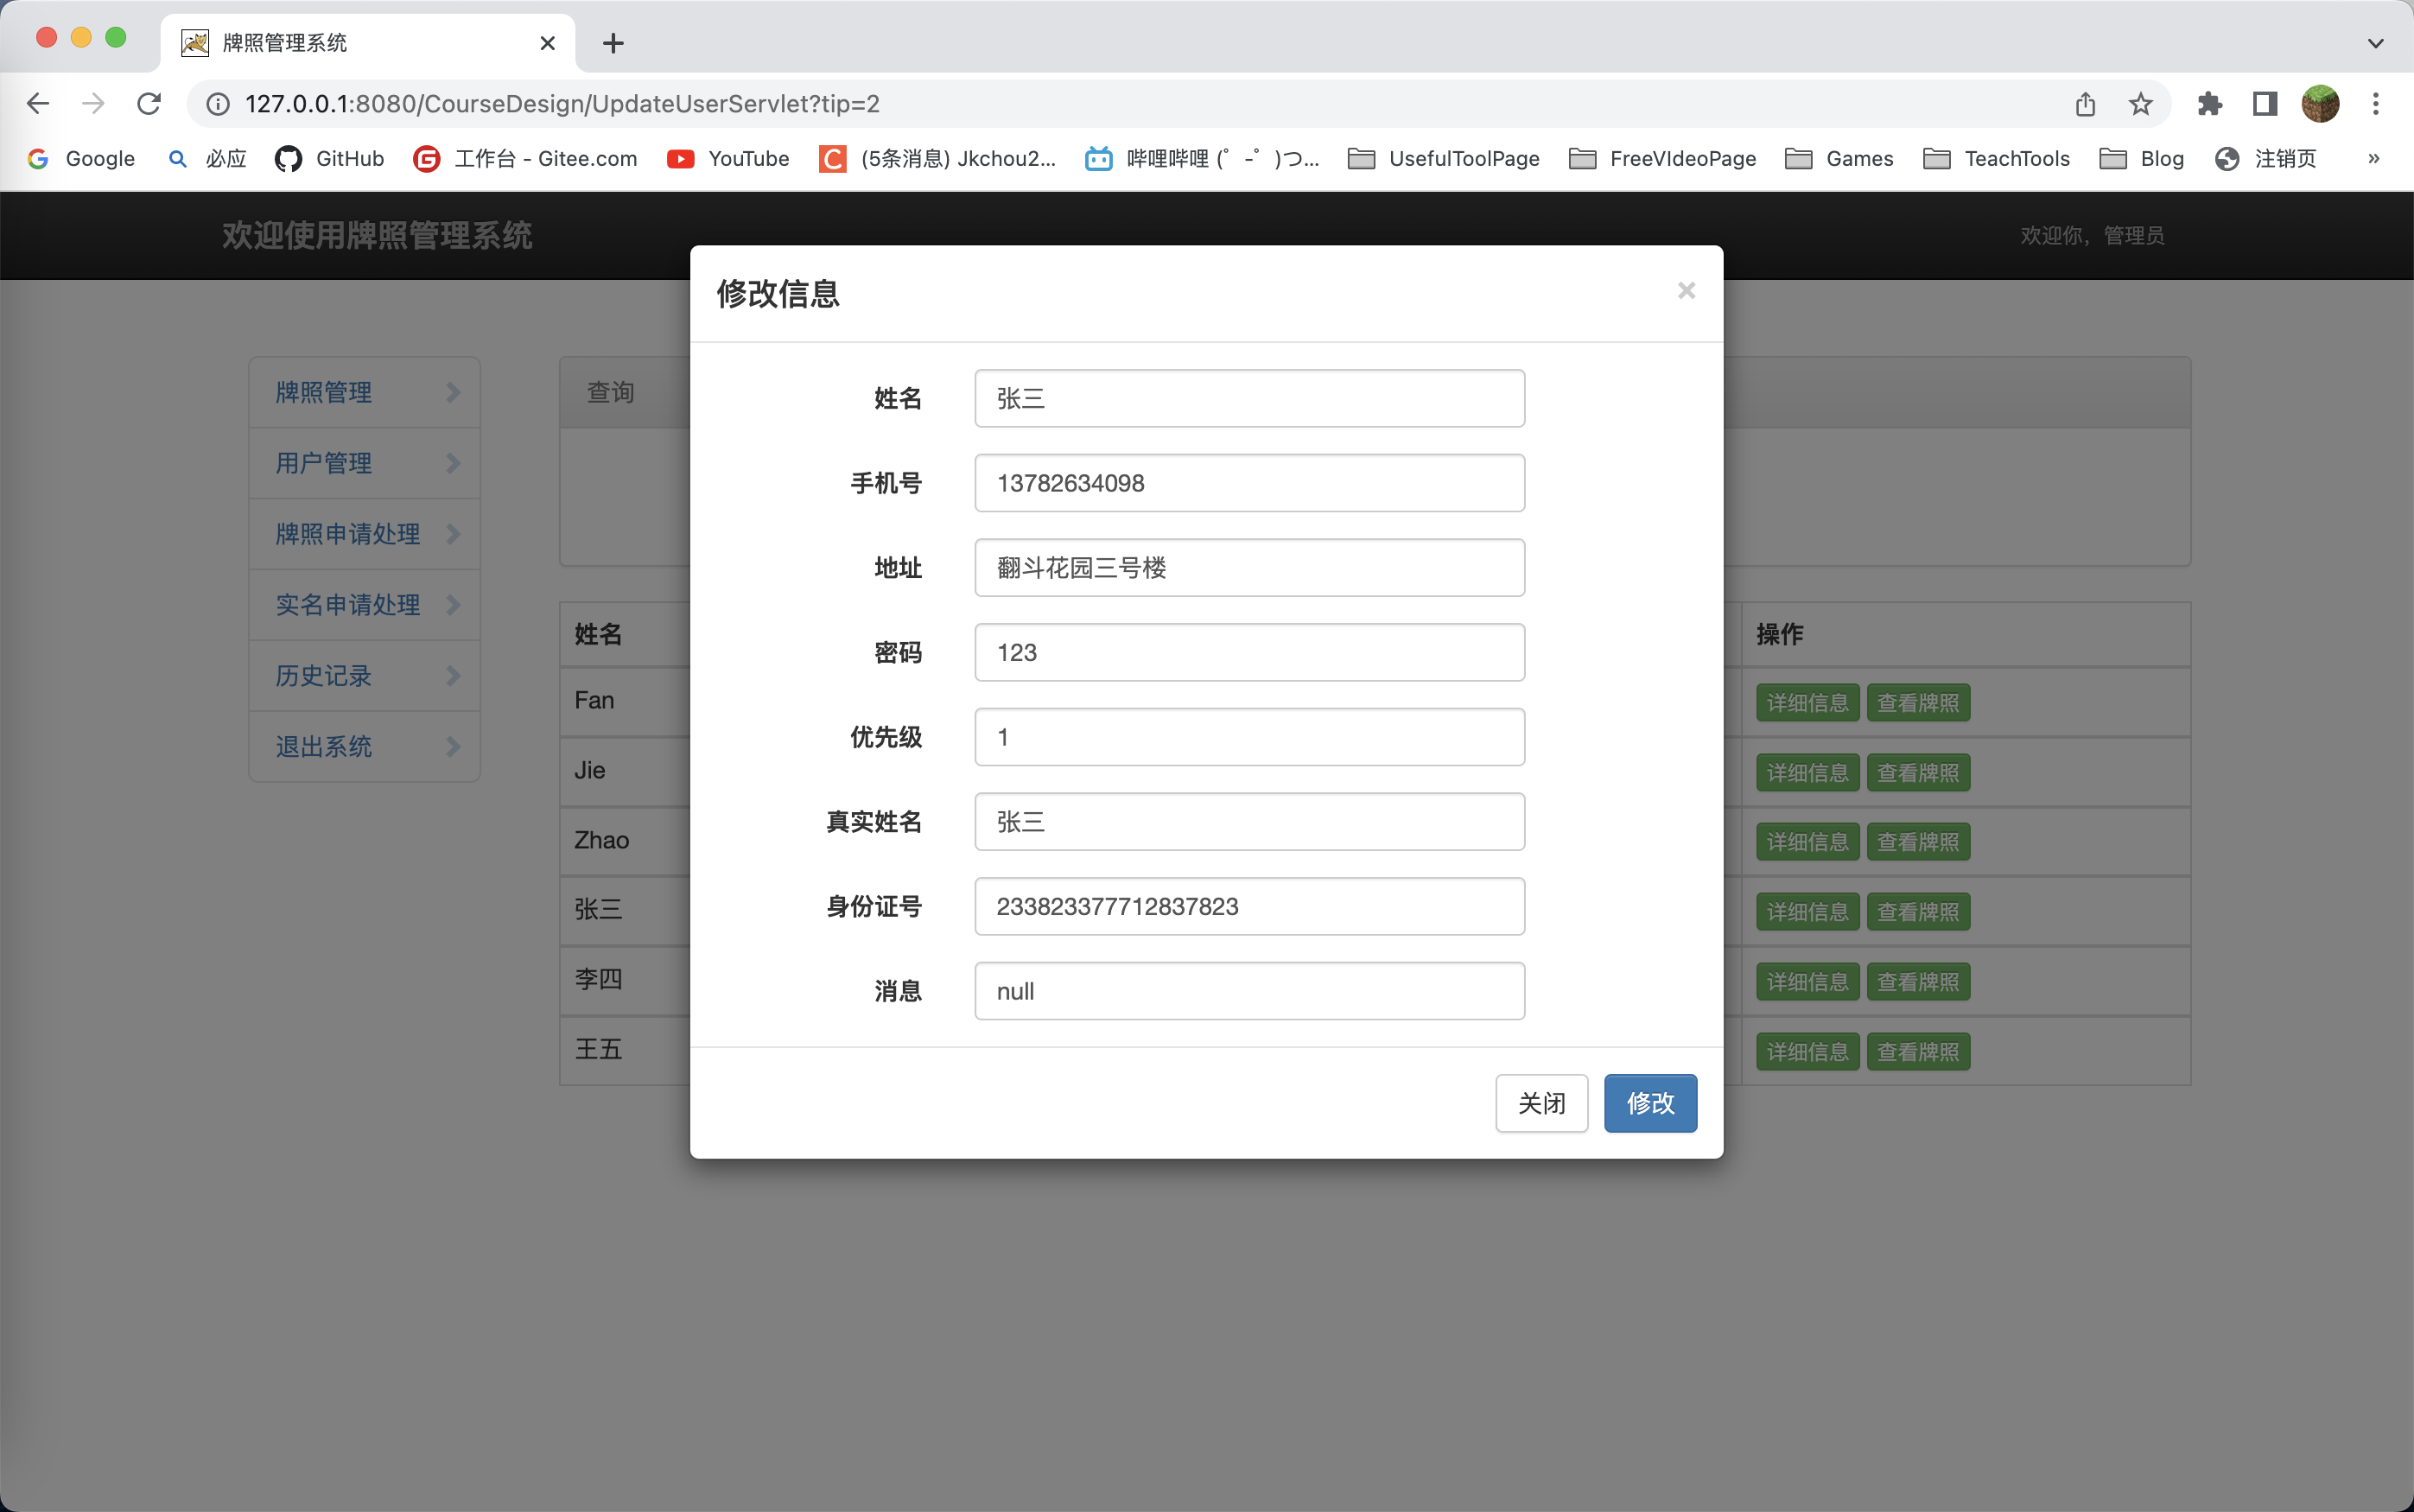 牌照管理系统
127.0.0.1:8080/CourseDesign/UpdateUserServlet?tip=2
Google 必应 GitHub 工作台 - Gitee.com YouTube (5条消息) Jkchou2... 哔哩哔哩 (゜-゜)つ... UsefulToolPage FreeVIdeoPage Games TeachTools Blog 注销页 »
欢迎使用牌照管理系统
欢迎你，管理员
牌照管理
用户管理
牌照申请处理
实名申请处理
历史记录
退出系统
查询
修改信息 ×
姓名 张三
手机号 13782634098
地址 翻斗花园三号楼
密码 123
优先级 1
真实姓名 张三
身份证号 233823377712837823
消息 null
关闭 修改
姓名 操作
Fan 详细信息 查看牌照
Jie 详细信息 查看牌照
Zhao 详细信息 查看牌照
张三 详细信息 查看牌照
李四 详细信息 查看牌照
王五 详细信息 查看牌照